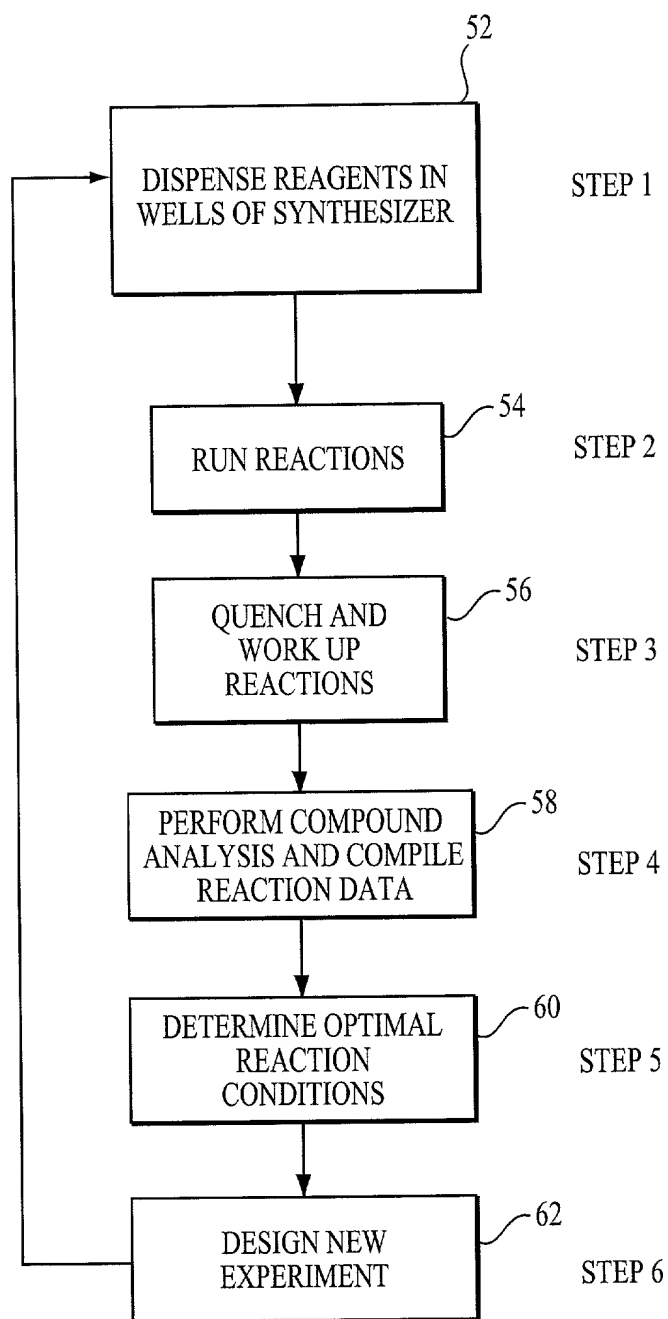 52
DISPENSE REAGENTS IN
WELLS OF SYNTHESIZER
STEP 1
54
RUN REACTIONS
STEP 2
56
QUENCH AND
WORK UP
REACTIONS
STEP 3
58
PERFORM COMPOUND
ANALYSIS AND COMPILE
REACTION DATA
STEP 4
60
DETERMINE OPTIMAL
REACTION
CONDITIONS
STEP 5
62
DESIGN NEW
EXPERIMENT
STEP 6